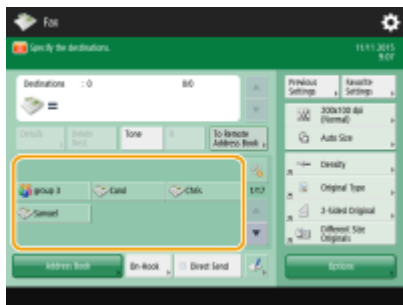 Fax
Specify the destinations.
11/11 2015
9:07
Destinations : 0
0/0
Previous Settings
Favorite Settings
200x100 dpi (Normal)
Details
Delete Dest.
Tone
R
To Remote Address Book
Auto Size
Density
group 3
Carol
Chris
1/12
Original Type
Samuel
2-Sided Original
Different Size Originals
Address Book
On-Hook
Direct Send
Options